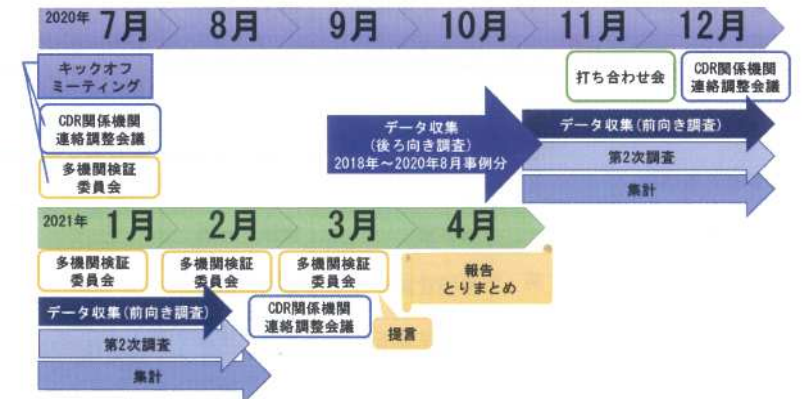 2020年 7月 8月 9月 10月 11月 12月
キックオフ
ミーティング
CDR関係機関
連絡調整会議
多機関検証
委員会
データ収集
(後ろ向き調査)
2018年～2020年8月事例分
打ち合わせ会
CDR関係機関
連絡調整会議
データ収集(前向き調査)
第2次調査
集計
2021年 1月 2月 3月 4月
多機関検証
委員会
多機関検証
委員会
多機関検証
委員会
報告
とりまとめ
データ収集(前向き調査)
CDR関係機関
連絡調整会議
提言
第2次調査
集計